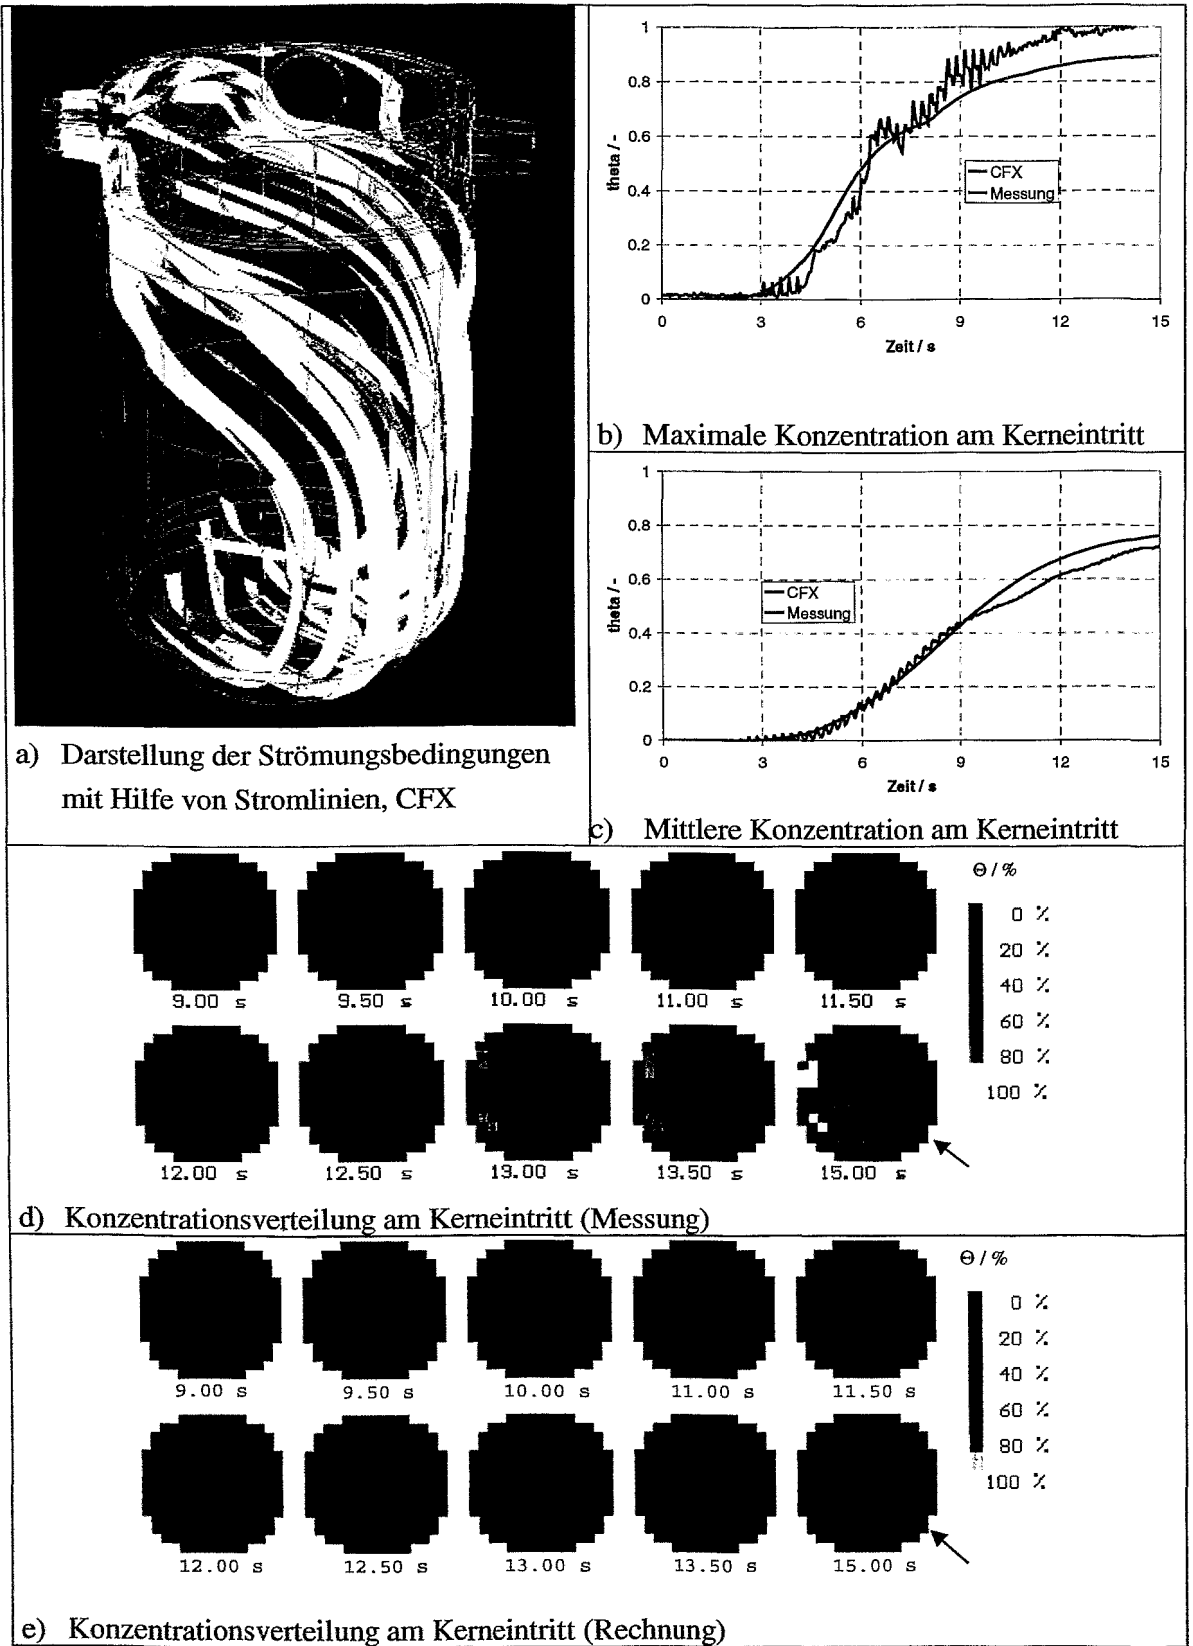 a) Darstellung der Strömungsbedingungen
mit Hilfe von Stromlinien, CFX
1
0.8
0.6
0.4
0.2
0
theta / -
CFX
Messung
0 3 6 9 12 15
Zeit / s
b) Maximale Konzentration am Kerneintritt
1
0.8
0.6
0.4
0.2
0
theta / -
CFX
Messung
0 3 6 9 12 15
Zeit / s
c) Mittlere Konzentration am Kerneintritt
9.00 s 9.50 s 10.00 s 11.00 s 11.50 s
12.00 s 12.50 s 13.00 s 13.50 s 15.00 s
Θ / %
0 %
20 %
40 %
60 %
80 %
100 %
d) Konzentrationsverteilung am Kerneintritt (Messung)
9.00 s 9.50 s 10.00 s 11.00 s 11.50 s
12.00 s 12.50 s 13.00 s 13.50 s 15.00 s
Θ / %
0 %
20 %
40 %
60 %
80 %
100 %
e) Konzentrationsverteilung am Kerneintritt (Rechnung)